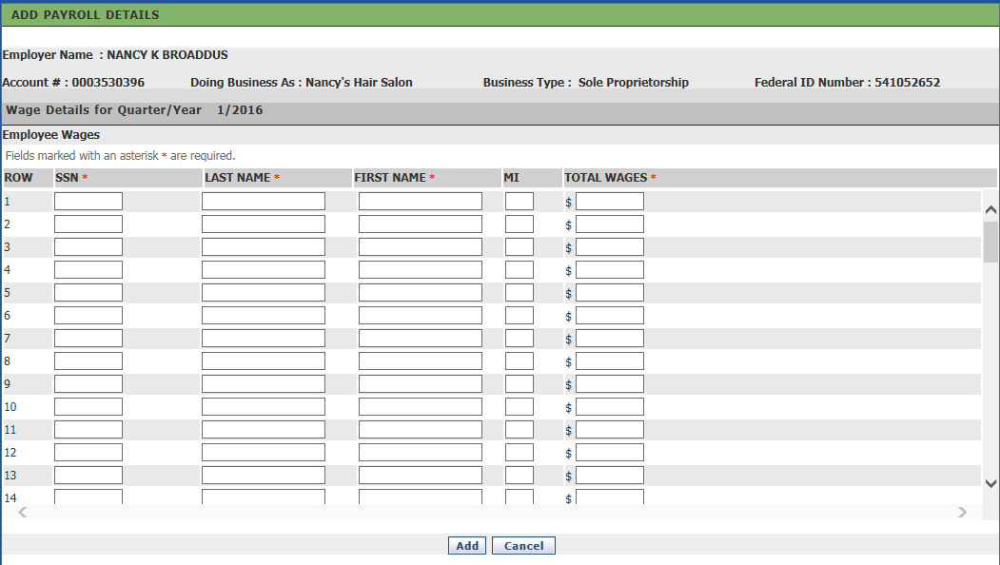 ADD PAYROLL DETAILS
Employer Name : NANCY K BROADDUS
Account # : 0003530396 Doing Business As : Nancy's Hair Salon Business Type : Sole Proprietorship Federal ID Number : 541052652
Wage Details for Quarter/Year 1/2016
Employee Wages
Fields marked with an asterisk * are required.
ROW SSN * LAST NAME * FIRST NAME * MI TOTAL WAGES *
1 $
2 $
3 $
4 $
5 $
6 $
7 $
8 $
9 $
10 $
11 $
12 $
13 $
14 $
Add Cancel